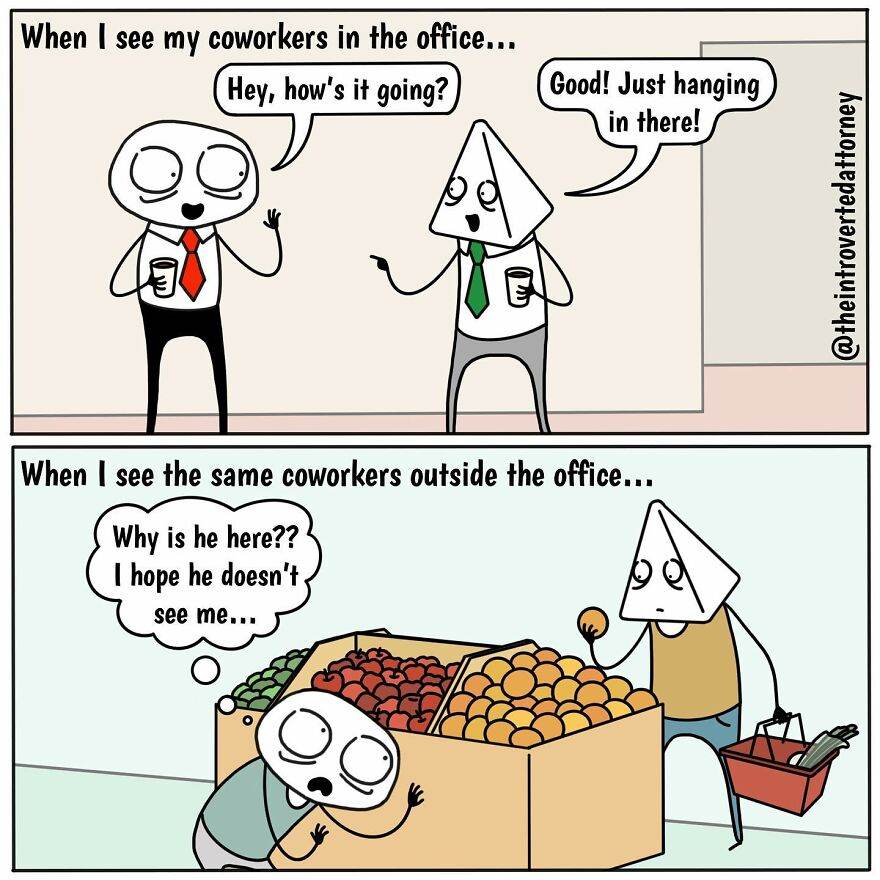 When I see my coworkers in the office...
Hey, how's it going?
Good! Just hanging
in there!
@theintrovertedattorney
When I see the same coworkers outside the office...
Why is he here??
I hope he doesn't
see me...